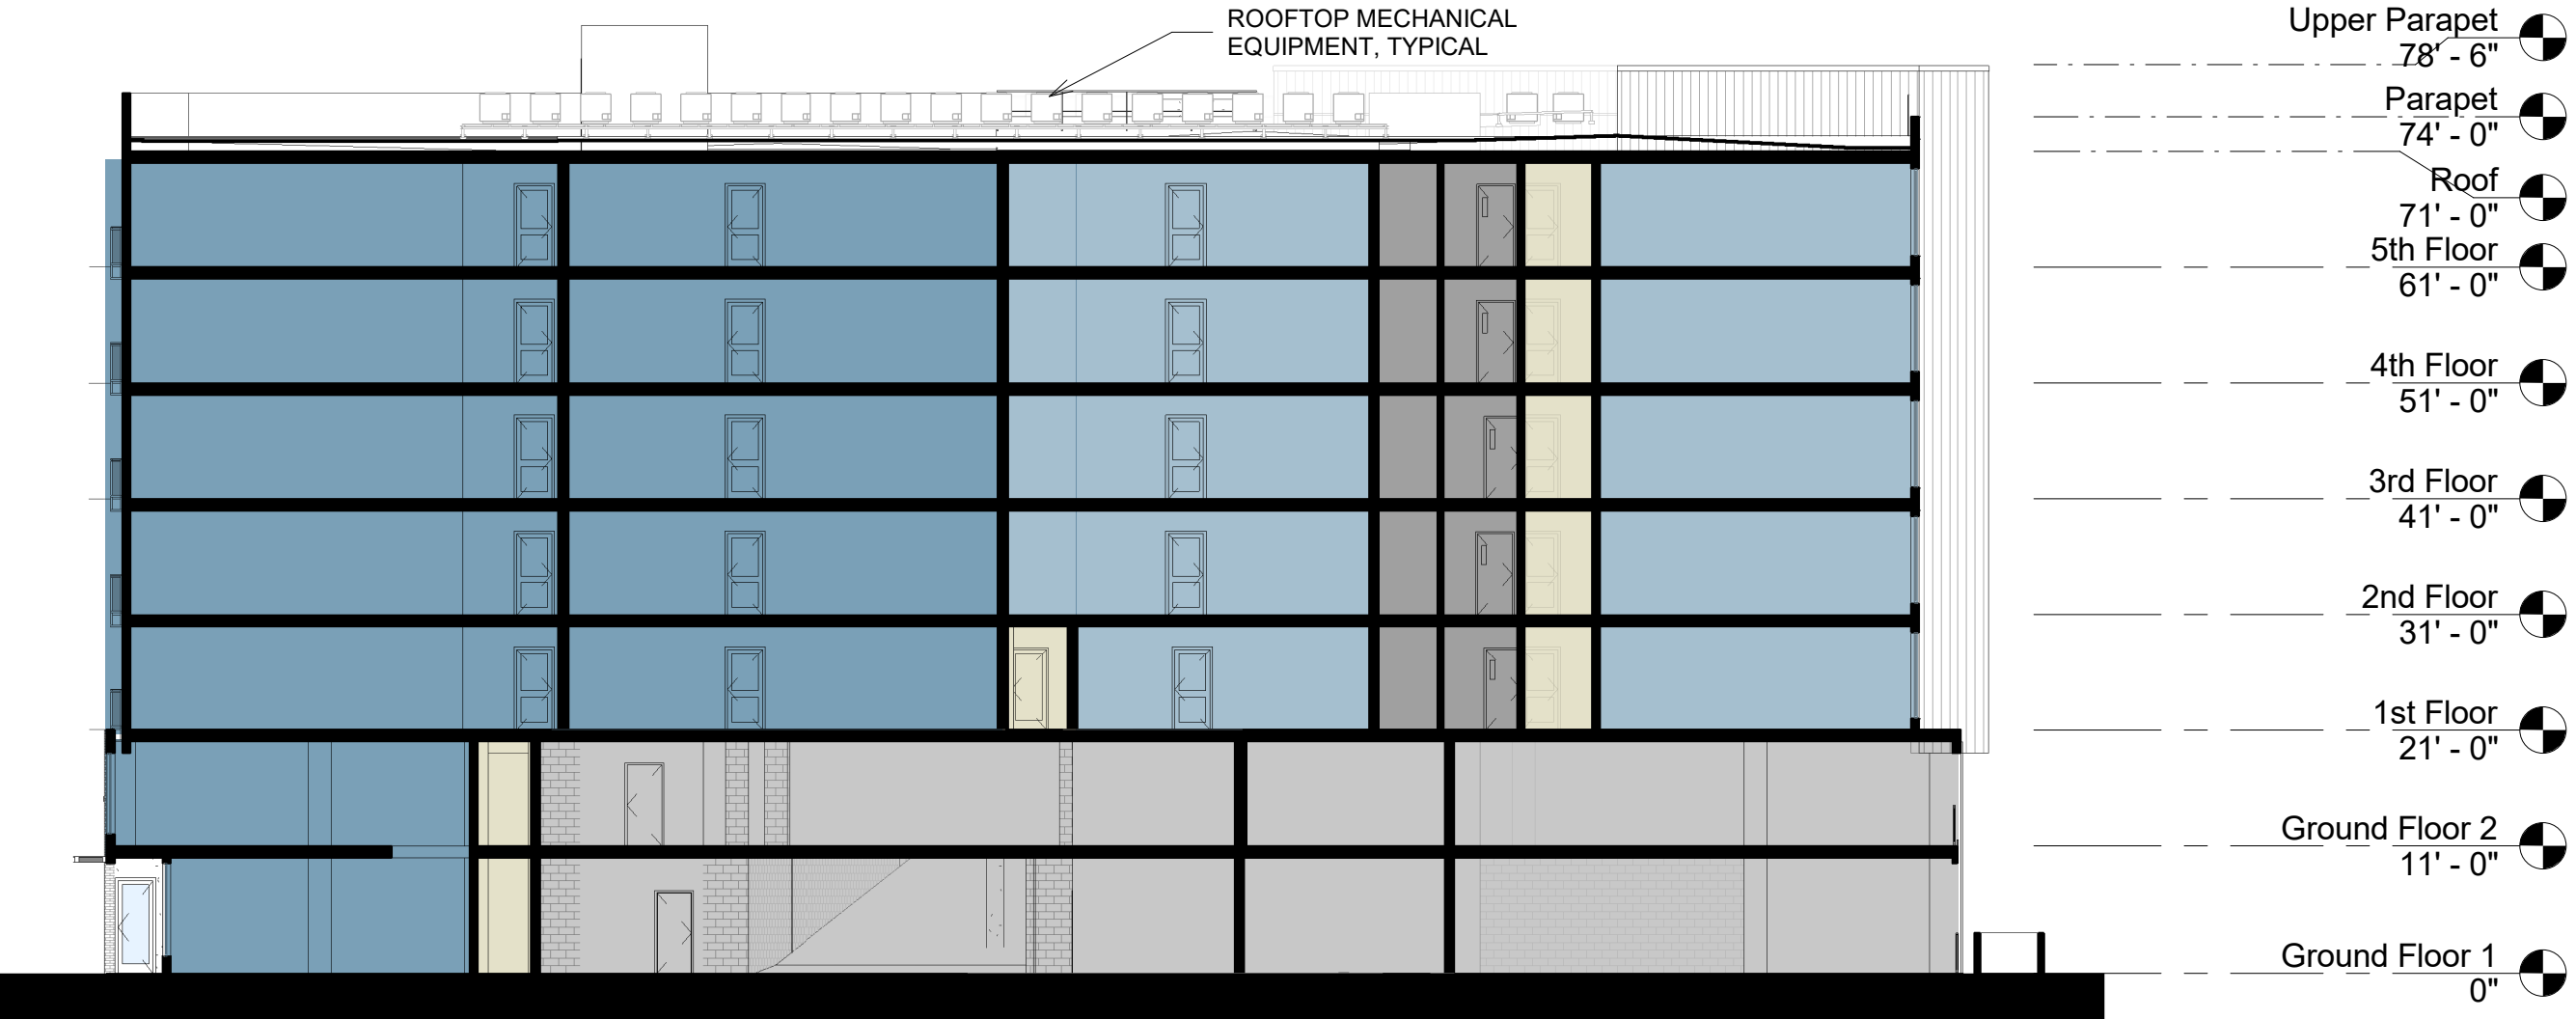 ROOFTOP MECHANICAL
EQUIPMENT, TYPICAL
Upper Parapet
78' - 6"
Parapet
74' - 0"
Roof
71' - 0"
5th Floor
61' - 0"
4th Floor
51' - 0"
3rd Floor
41' - 0"
2nd Floor
31' - 0"
1st Floor
21' - 0"
Ground Floor 2
11' - 0"
Ground Floor 1
0"